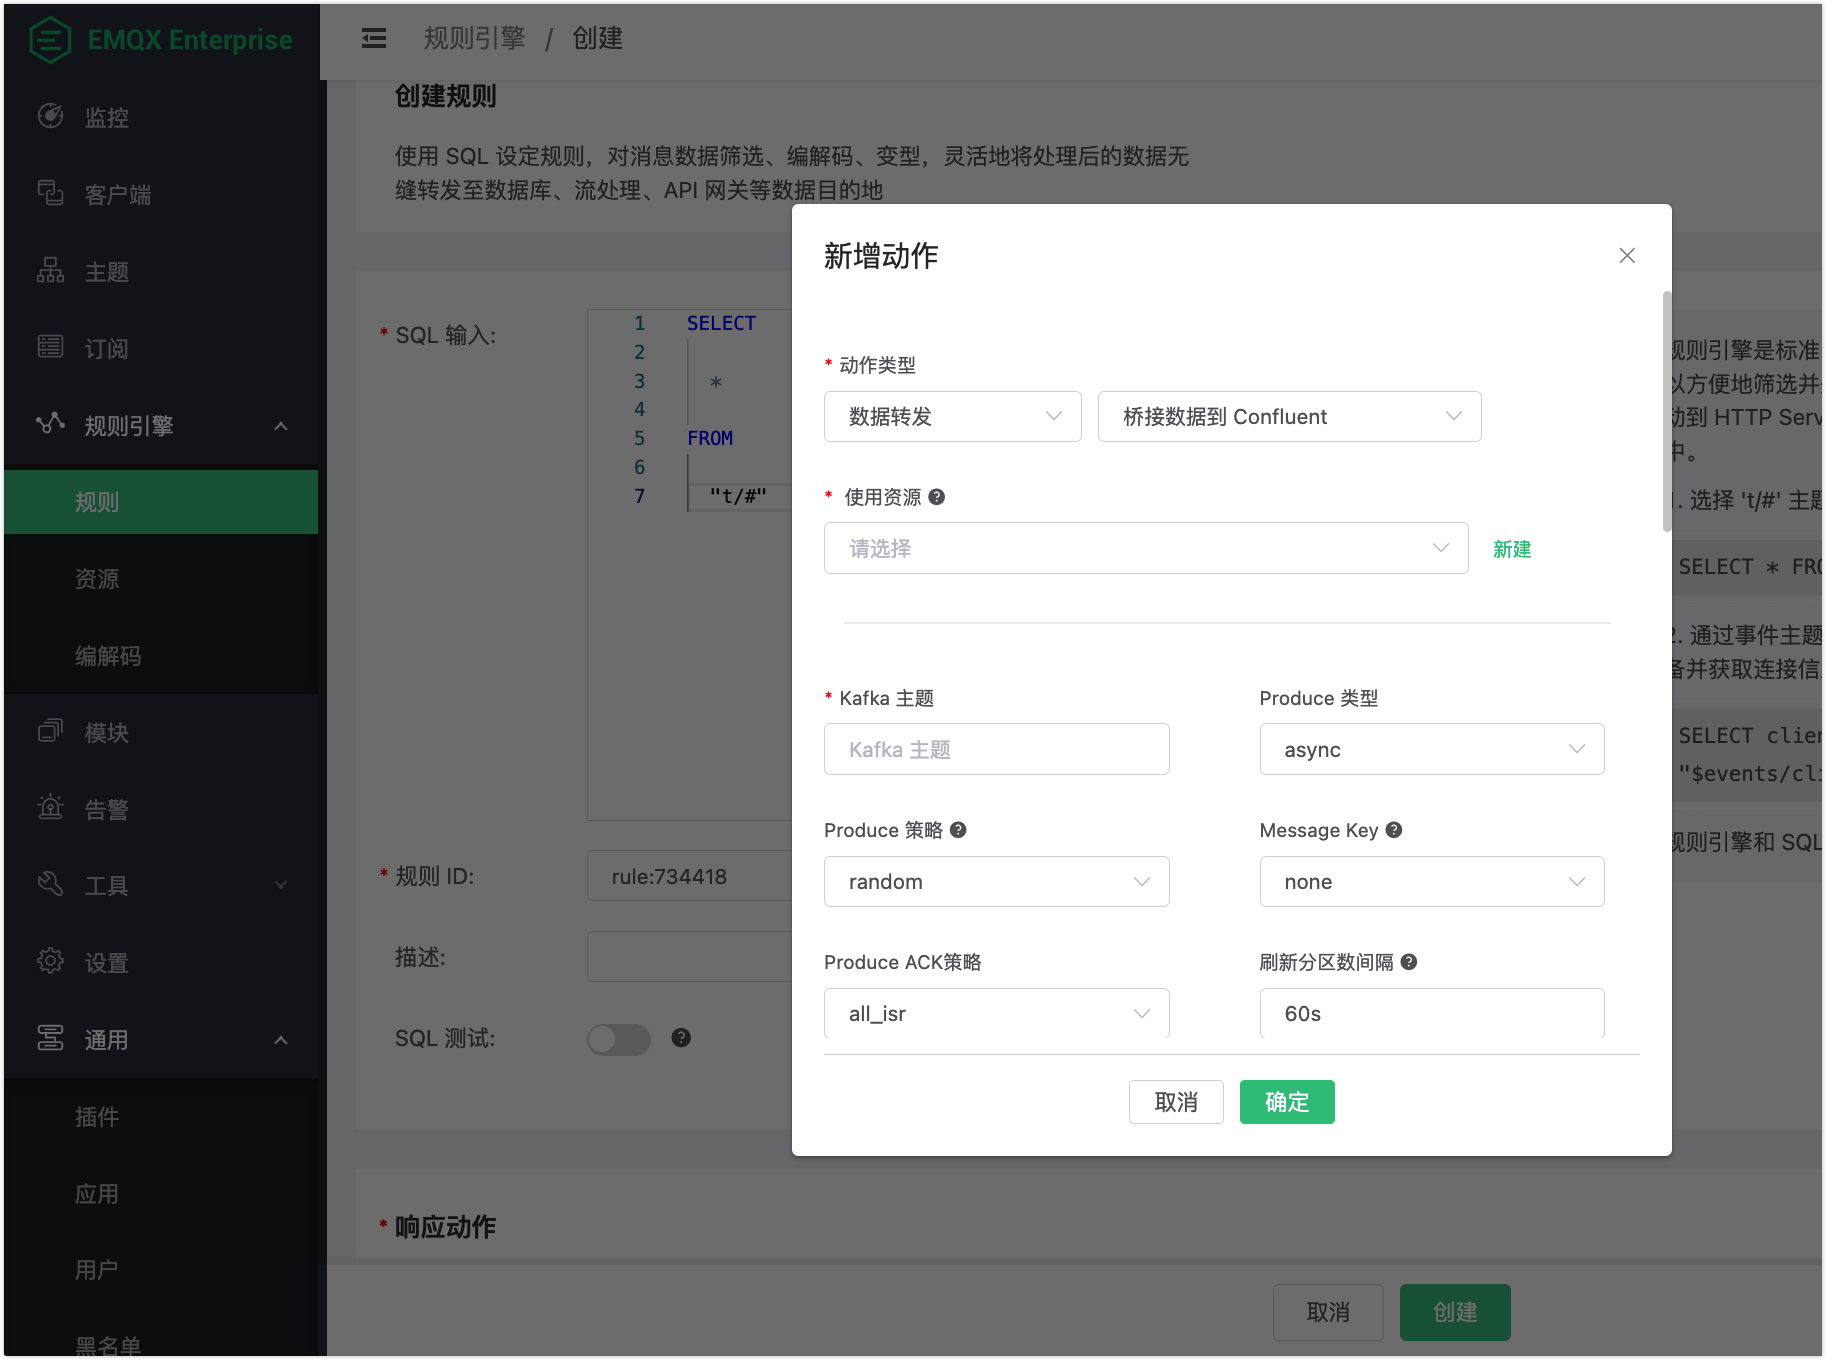 EMQX Enterprise
监控
客户端
主题
订阅
规则引擎
规则
资源
编解码
模块
告警
工具
设置
通用
插件
应用
用户
黑名单
规则引擎 / 创建
创建规则
使用 SQL 设定规则，对消息数据筛选、编解码、变型，灵活地将处理后的数据无
缝转发至数据库、流处理、API 网关等数据目的地
* SQL 输入:
1 SELECT
2
3 *
4
5 FROM
6
7 "t/#"
* 规则 ID:
rule:734418
描述:
SQL 测试:
* 响应动作
取消
创建
新增动作
* 动作类型
数据转发
桥接数据到 Confluent
* 使用资源
请选择
新建
* Kafka 主题
Kafka 主题
Produce 类型
async
Produce 策略
random
Message Key
none
Produce ACK策略
all_isr
刷新分区数间隔
60s
取消
确定
规则引擎是标准
以方便地筛选并
动到 HTTP Serv
中。
1. 选择 't/#' 主题
SELECT * FRO
2. 通过事件主题
备并获取连接信
SELECT clien
"$events/cli
规则引擎和 SQL